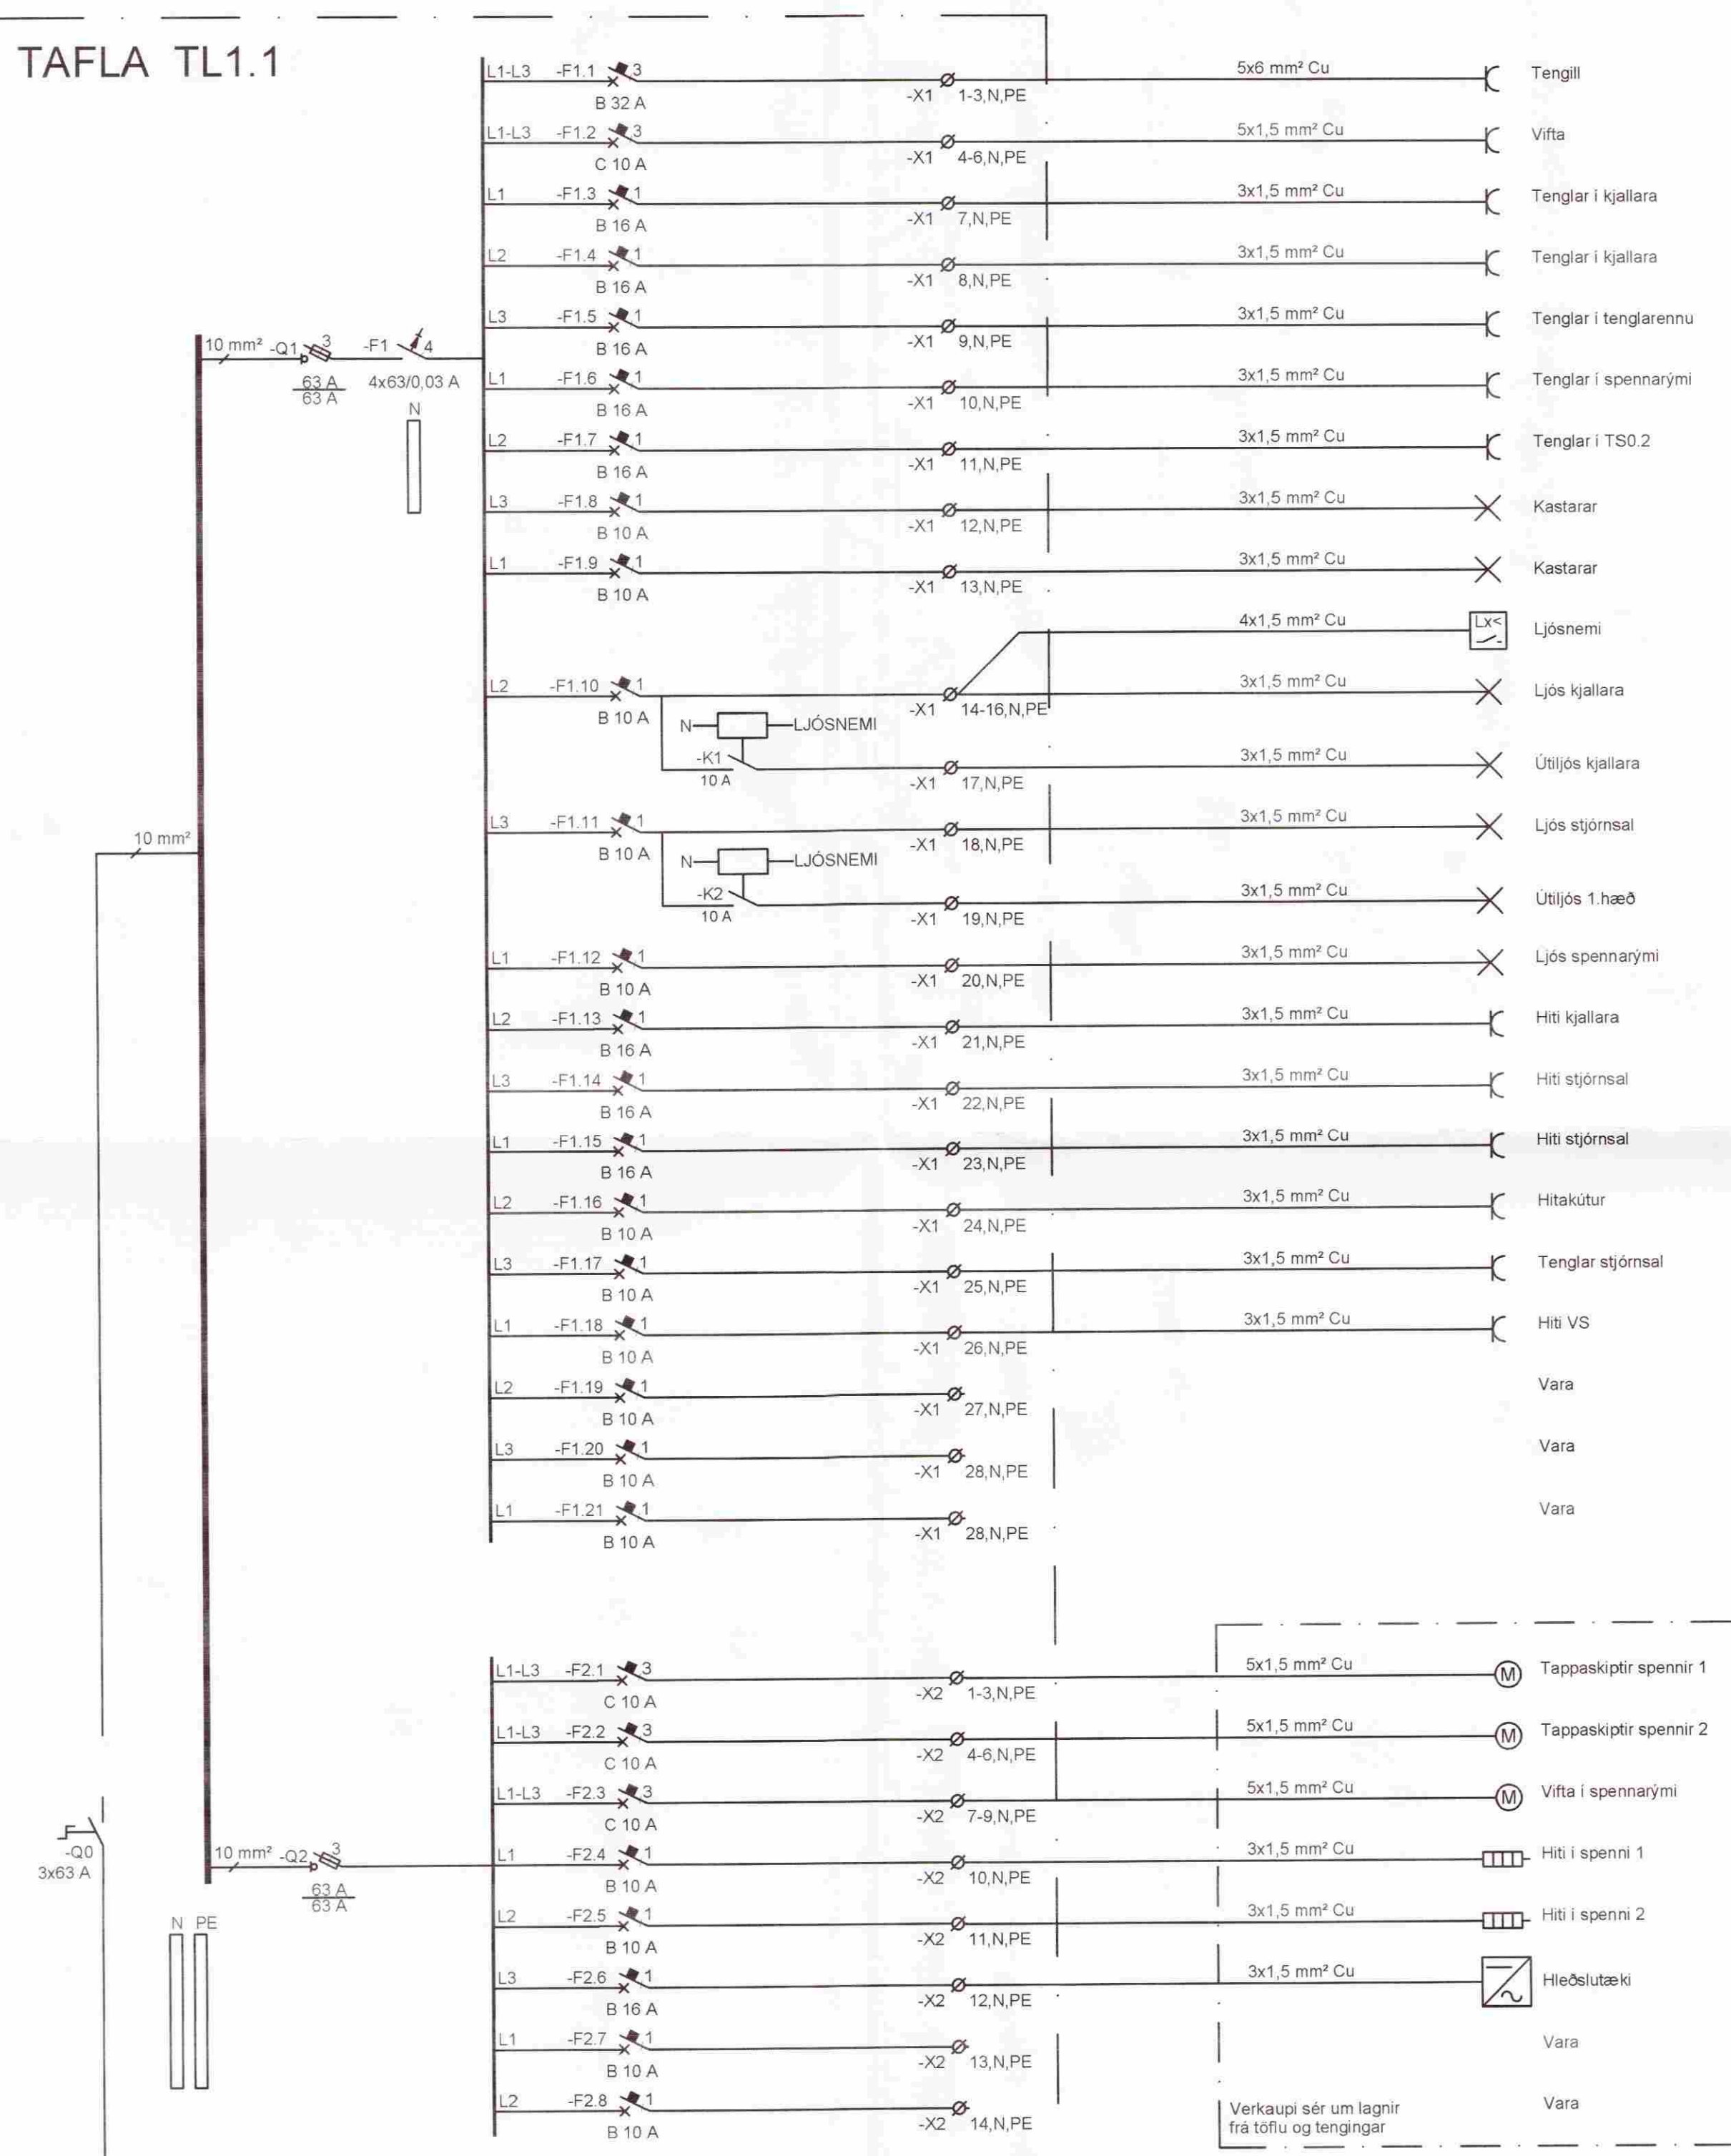 TAFLA TL1.1
L1-L3 -F1.1 3 5x6 mm² Cu Tengill
B 32 A -X1 1-3,N,PE
L1-L3 -F1.2 3 5x1,5 mm² Cu Vifta
C 10 A -X1 4-6,N,PE
L1 -F1.3 1 3x1,5 mm² Cu Tenglar í kjallara
B 16 A -X1 7,N,PE
L2 -F1.4 1 3x1,5 mm² Cu Tenglar í kjallara
B 16 A -X1 8,N,PE
L3 -F1.5 1 3x1,5 mm² Cu Tenglar í tenglarennu
B 16 A -X1 9,N,PE
10 mm² -Q1 3 -F1 4
63 A 4x63/0,03 A
63 A
N
L1 -F1.6 1 3x1,5 mm² Cu Tenglar í spennarými
B 16 A -X1 10,N,PE
L2 -F1.7 1 3x1,5 mm² Cu Tenglar í TS0.2
B 16 A -X1 11,N,PE
L3 -F1.8 1 3x1,5 mm² Cu Kastarar
B 10 A -X1 12,N,PE
L1 -F1.9 1 3x1,5 mm² Cu Kastarar
B 10 A -X1 13,N,PE
4x1,5 mm² Cu Lx< Ljósnemi
L2 -F1.10 1 3x1,5 mm² Cu Ljós kjallara
B 10 A -X1 14-16,N,PE
N LJÓSNEMI
-K1 3x1,5 mm² Cu Útiljós kjallara
10 A -X1 17,N,PE
L3 -F1.11 1 3x1,5 mm² Cu Ljós stjórnsal
B 10 A -X1 18,N,PE
10 mm²
N LJÓSNEMI
-K2 3x1,5 mm² Cu Útiljós 1.hæð
10 A -X1 19,N,PE
L1 -F1.12 1 3x1,5 mm² Cu Ljós spennarými
B 10 A -X1 20,N,PE
L2 -F1.13 1 3x1,5 mm² Cu Hiti kjallara
B 16 A -X1 21,N,PE
L3 -F1.14 1 3x1,5 mm² Cu Hiti stjórnsal
B 16 A -X1 22,N,PE
L1 -F1.15 1 3x1,5 mm² Cu Hiti stjórnsal
B 16 A -X1 23,N,PE
L2 -F1.16 1 3x1,5 mm² Cu Hitakútur
B 10 A -X1 24,N,PE
L3 -F1.17 1 3x1,5 mm² Cu Tenglar stjórnsal
B 10 A -X1 25,N,PE
L1 -F1.18 1 3x1,5 mm² Cu Hiti VS
B 10 A -X1 26,N,PE
L2 -F1.19 1 Vara
B 10 A -X1 27,N,PE
L3 -F1.20 1 Vara
B 10 A -X1 28,N,PE
L1 -F1.21 1 Vara
B 10 A -X1 28,N,PE
L1-L3 -F2.1 3 5x1,5 mm² Cu M Tappaskiptir spennir 1
C 10 A -X2 1-3,N,PE
L1-L3 -F2.2 3 5x1,5 mm² Cu M Tappaskiptir spennir 2
C 10 A -X2 4-6,N,PE
L1-L3 -F2.3 3 5x1,5 mm² Cu M Vifta í spennarými
C 10 A -X2 7-9,N,PE
-Q0
3x63 A
10 mm² -Q2 3
63 A
63 A
L1 -F2.4 1 3x1,5 mm² Cu Hiti í spenni 1
B 10 A -X2 10,N,PE
N PE
L2 -F2.5 1 3x1,5 mm² Cu Hiti í spenni 2
B 10 A -X2 11,N,PE
L3 -F2.6 1 3x1,5 mm² Cu Hleðslutæki
B 16 A -X2 12,N,PE
L1 -F2.7 1 Vara
B 10 A -X2 13,N,PE
L2 -F2.8 1 Vara
B 10 A -X2 14,N,PE
Verkaupi sér um lagnir
frá töflu og tengingar